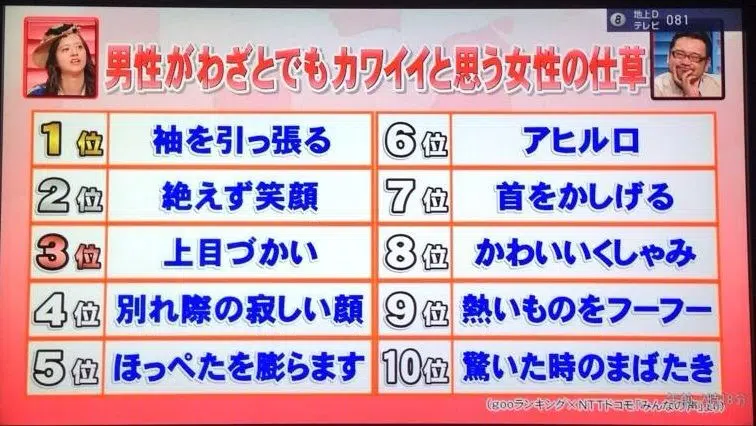 8 地上D
テレビ 081
男性がわざとでもカワイイと思う女性の仕草
1位 袖を引っ張る
2位 絶えず笑顔
3位 上目づかい
4位 別れ際の寂しい顔
5位 ほっぺたを膨らます
6位 アヒル口
7位 首をかしげる
8位 かわいいくしゃみ
9位 熱いものをフーフー
10位 驚いた時のまばたき
(gooランキング×NTTドコモ「みんなの声」より)